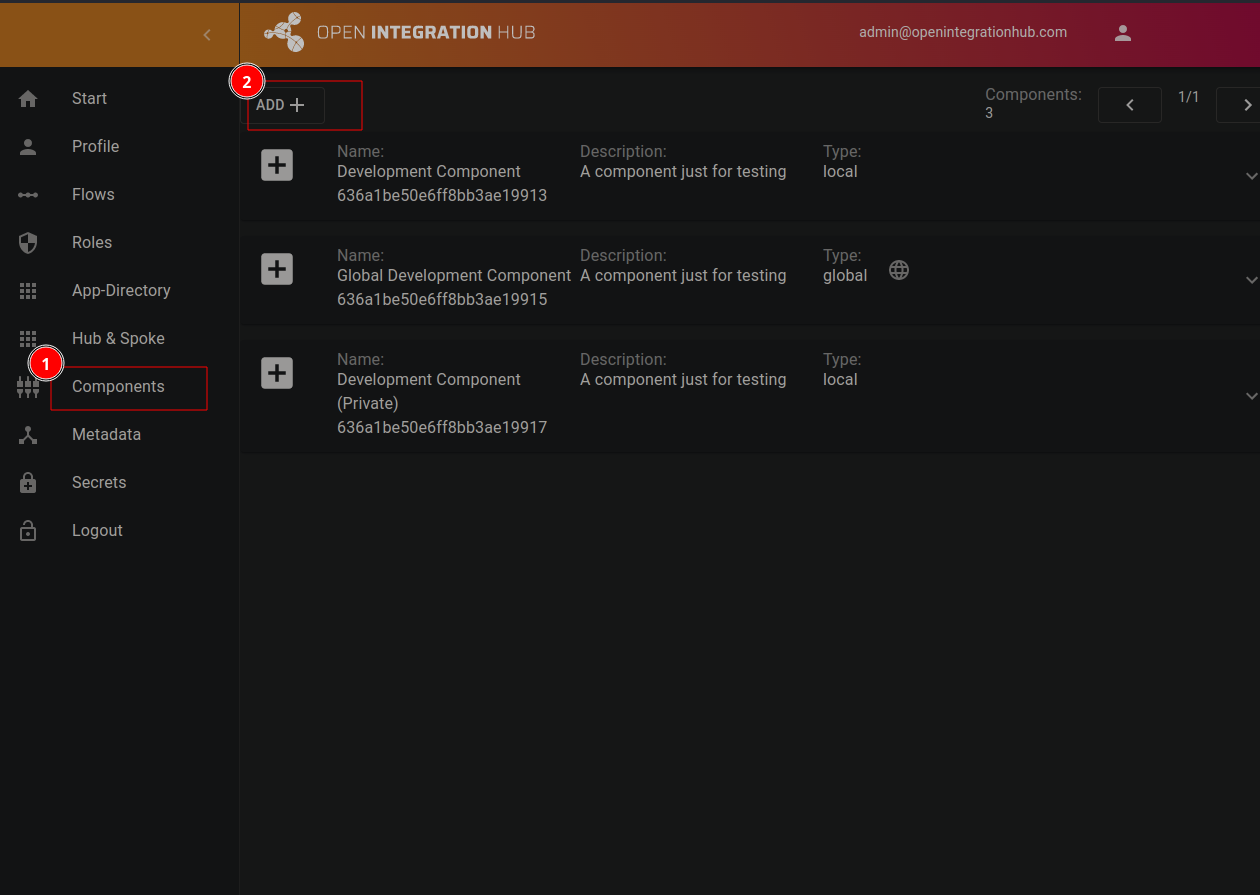 OPEN INTEGRATION HUB
admin@openintegrationhub.com
Start
Profile
Flows
Roles
App-Directory
Hub & Spoke
1
Components
Metadata
Secrets
Logout
2
ADD
Components:
3
1/1
Name:
Development Component
636a1be50e6ff8bb3ae19913
Description:
A component just for testing
Type:
local
Name:
Global Development Component
636a1be50e6ff8bb3ae19915
Description:
A component just for testing
Type:
global
Name:
Development Component
(Private)
636a1be50e6ff8bb3ae19917
Description:
A component just for testing
Type:
local